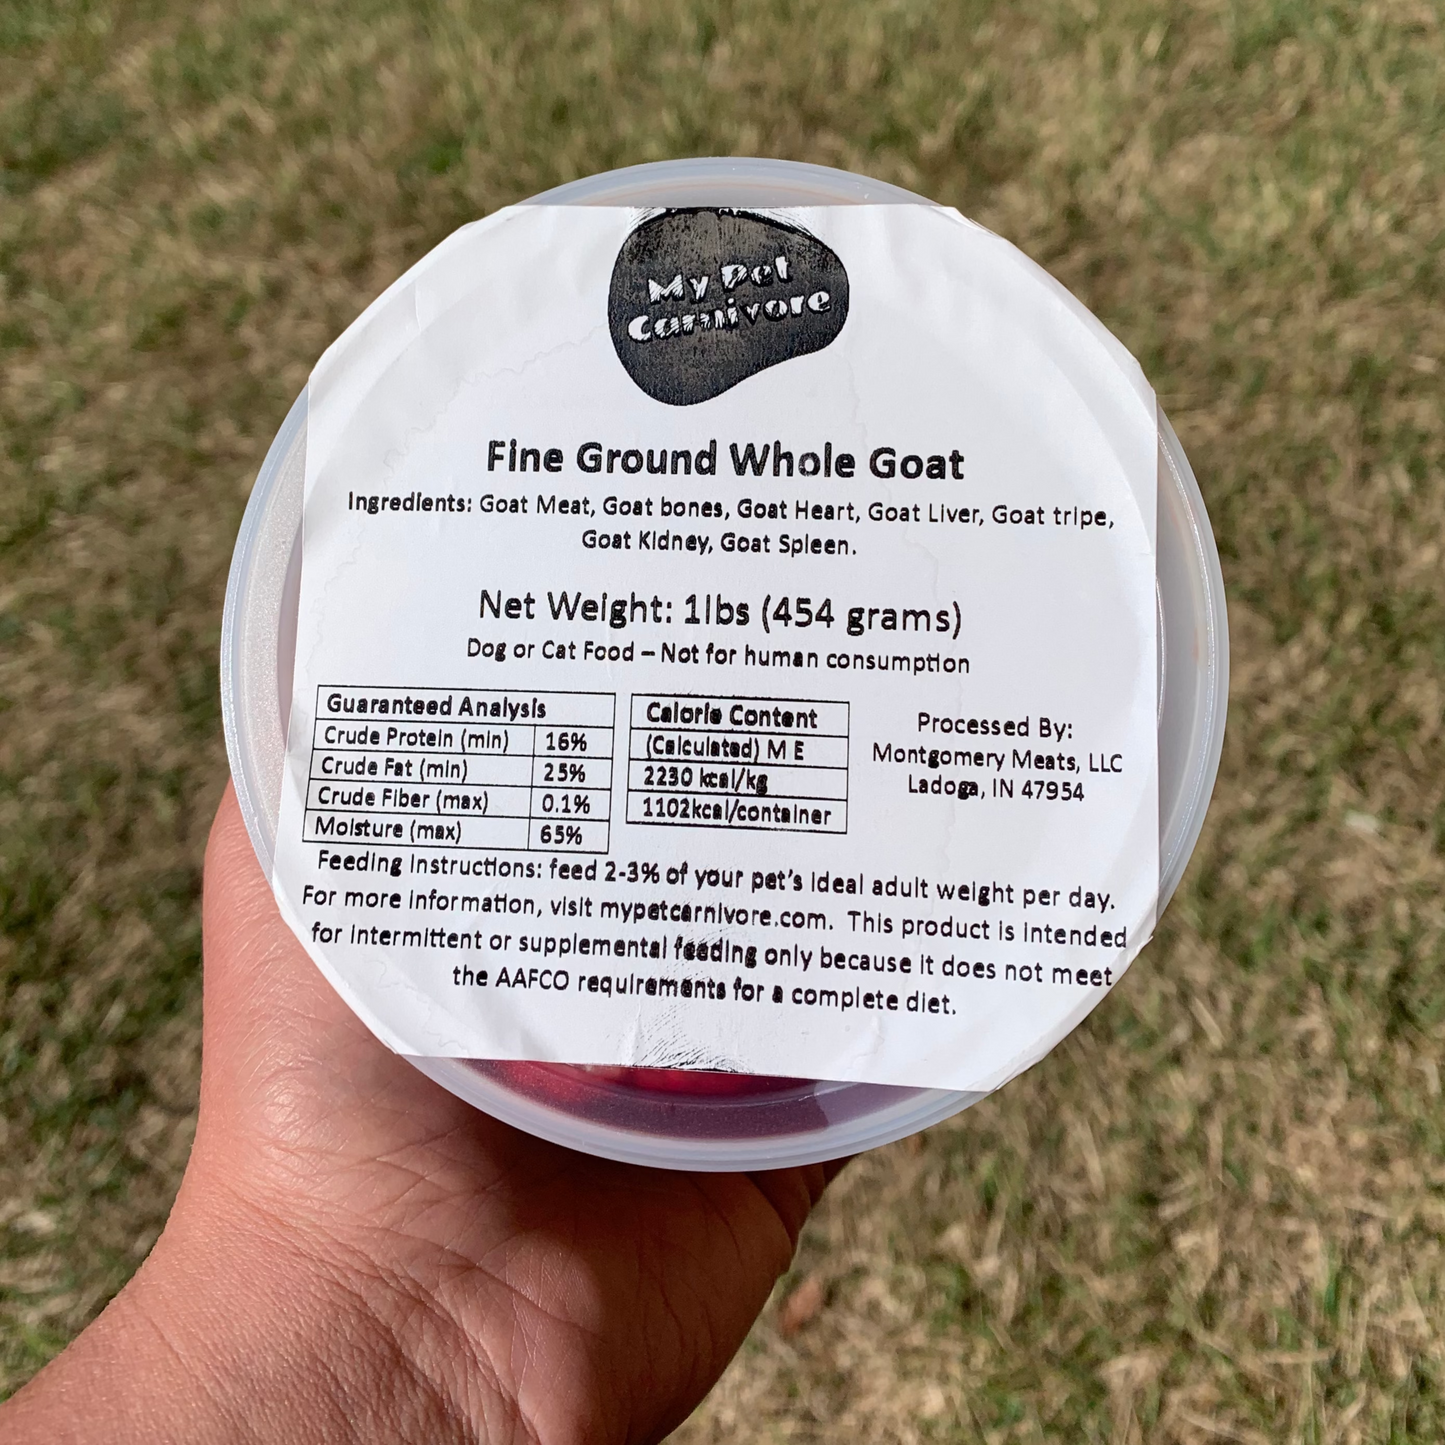 My Pet
Carnivore
Fine Ground Whole Goat
Ingredients: Goat Meat, Goat bones, Goat Heart, Goat Liver, Goat tripe,
Goat Kidney, Goat Spleen.
Net Weight: 1lbs (454 grams)
Dog or Cat Food – Not for human consumption
Guaranteed Analysis
Crude Protein (min) 16%
Crude Fat (min) 25%
Crude Fiber (max) 0.1%
Moisture (max) 65%
Calorie Content
(Calculated) M E
2230 kcal/kg
1102kcal/container
Processed By:
Montgomery Meats, LLC
Ladoga, IN 47954
Feeding Instructions: feed 2-3% of your pet's ideal adult weight per day.
For more information, visit mypetcarnivore.com. This product is intended
for intermittent or supplemental feeding only because it does not meet
the AAFCO requirements for a complete diet.